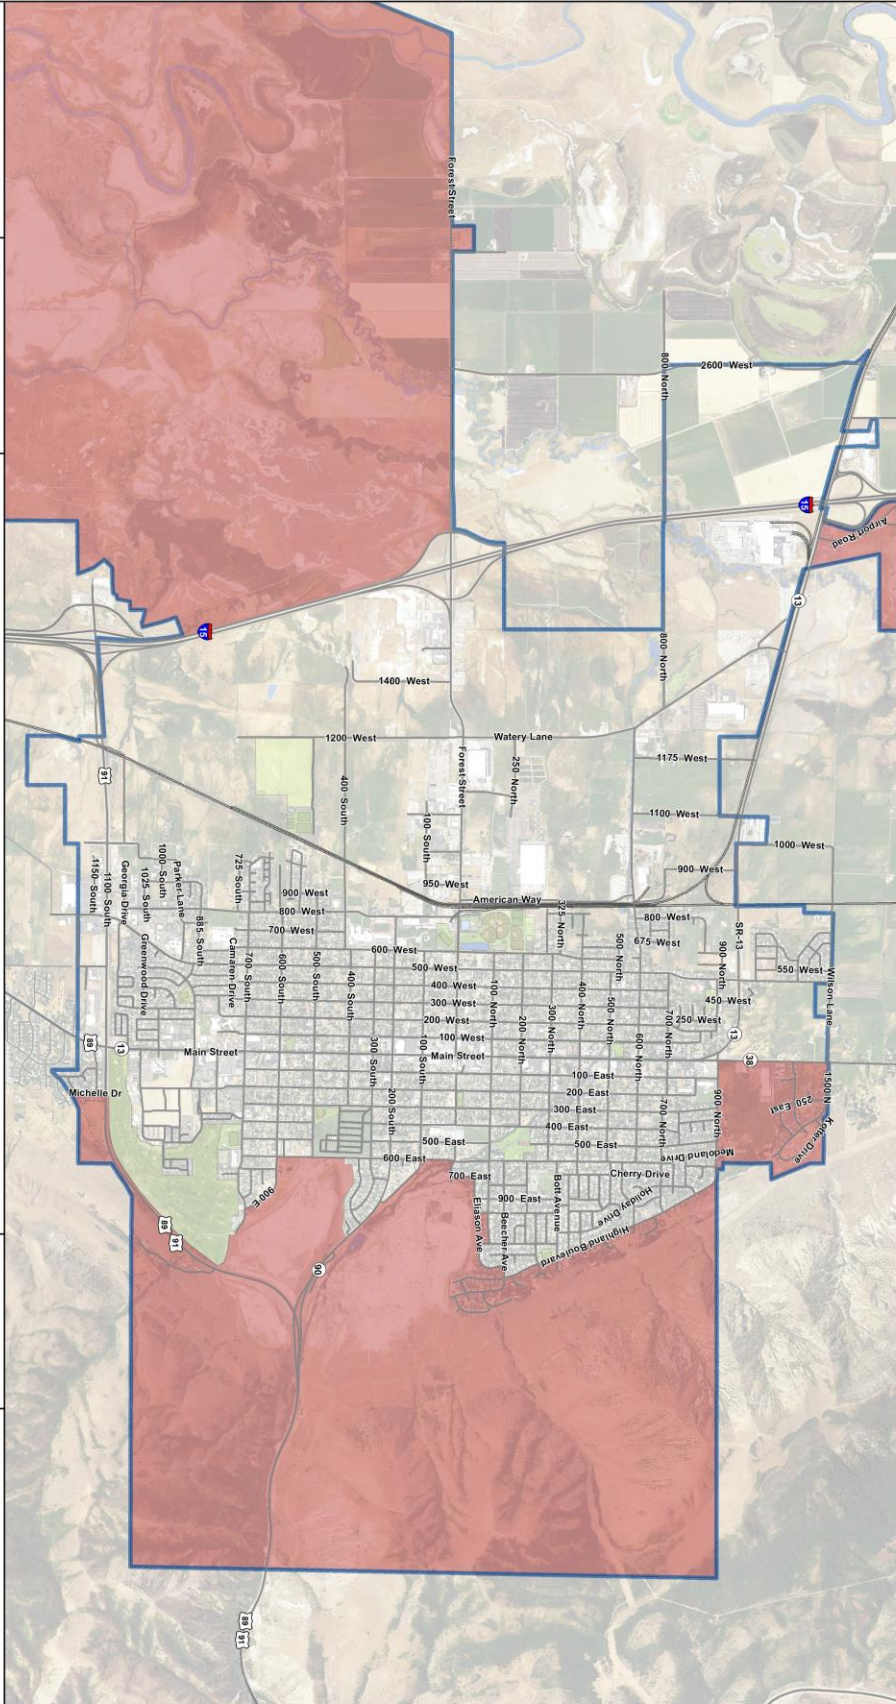 Forest Street
800 North
2600 West
15
Airport Road
13
15
800 North
1400 West
1200 West
Watery Lane
1175 West
91
400 South
Forest Street
250 North
100 South
1100 West
1000 West
900 West
950 West
American Way
1150 South
1100 South
Georgia Drive
1000 South
1025 South
Parker Lane
725 South
900 West
800 West
700 West
885 South
325 North
800 West
675 West
SR-13
Greenwood Drive
Camaren Drive
700 South
600 South
500 South
400 South
600 West
500 West
400 West
300 West
200 West
100 West
Main Street
100 North
200 North
300 North
400 North
500 North
500 North
600 North
700 North
900 North
550 West
450 West
250 West
Wilson Lane
13
38
89
13
Main Street
300 South
100 South
100 East
200 East
300 East
400 East
500 East
Michelle Dr
200 South
500 East
600 East
700 East
700 North
900 North
250 East
1500 N
Kotter Drive
Medoland Drive
Cherry Drive
Holiday Drive
Highland Boulevard
900 East
Bott Avenue
Eliason Ave
Beecher Ave
900 E
89
91
90
89
91